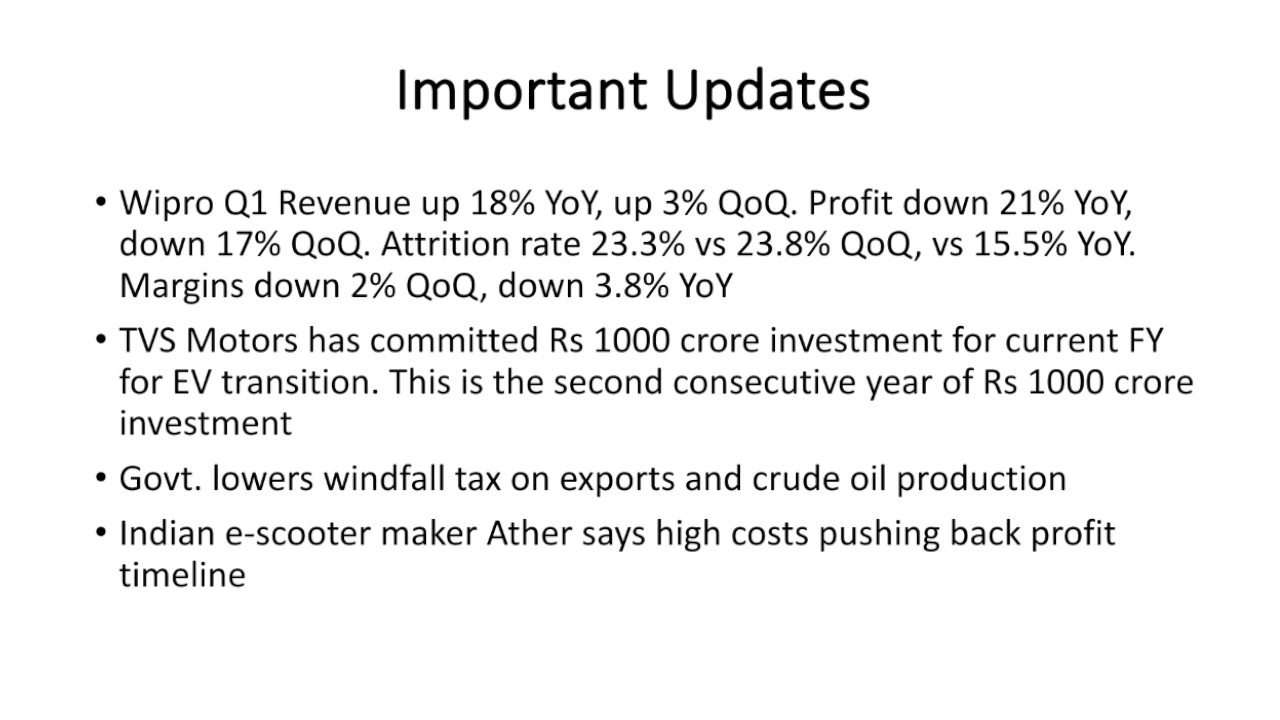 Important Updates
• Wipro Q1 Revenue up 18% YoY, up 3% QoQ. Profit down 21% YoY,
down 17% QoQ. Attrition rate 23.3% vs 23.8% QoQ, vs 15.5% YoY.
Margins down 2% QoQ, down 3.8% YoY
• TVS Motors has committed Rs 1000 crore investment for current FY
for EV transition. This is the second consecutive year of Rs 1000 crore
investment
• Govt. lowers windfall tax on exports and crude oil production
• Indian e-scooter maker Ather says high costs pushing back profit
timeline